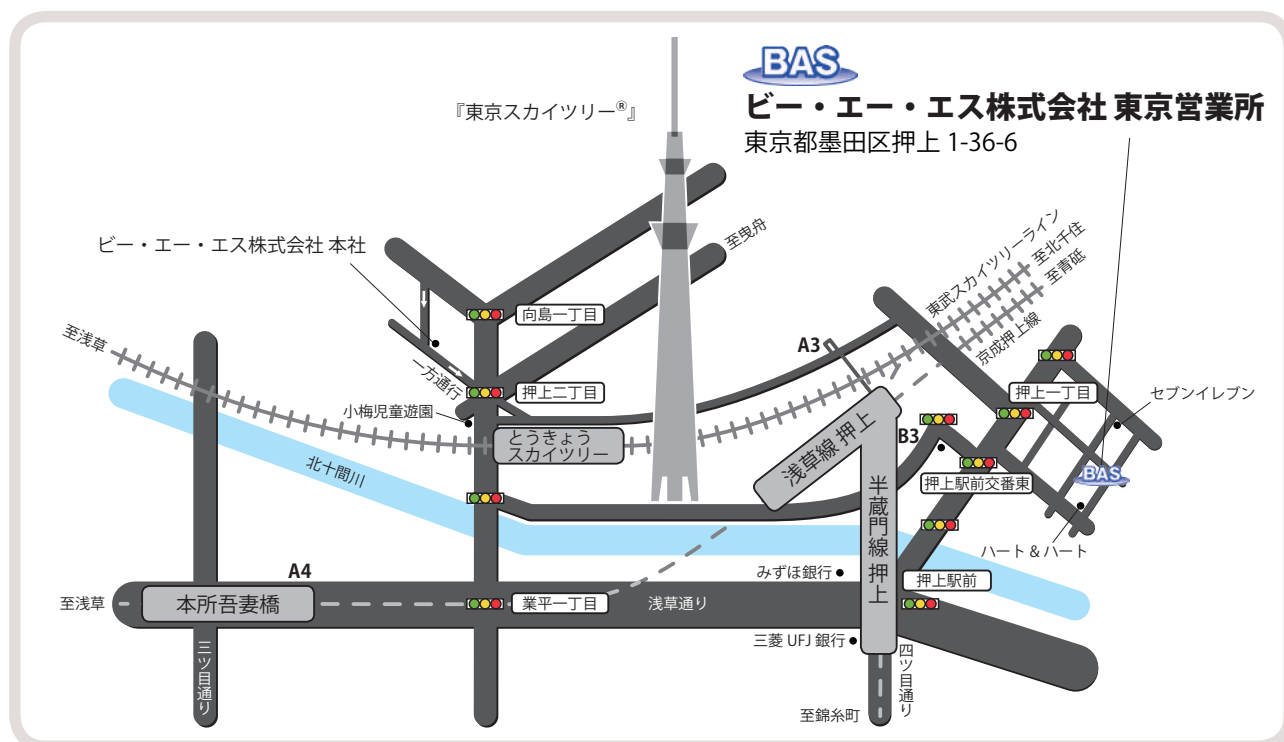 BAS
ビー・エー・エス株式会社 東京営業所
東京都墨田区押上 1-36-6
『東京スカイツリー®』
ビー・エー・エス株式会社 本社
至曳舟
東武スカイツリーライン
至北千住
至青砥
京成押上線
向島一丁目
至浅草
A3
一方通行
押上二丁目
押上一丁目
セブンイレブン
小梅児童遊園
とうきょう
スカイツリー
浅草線 押上
B3
北十間川
押上駅前交番東
BAS
半蔵門線 押上
ハート & ハート
A4
みずほ銀行
押上駅前
至浅草
本所吾妻橋
業平一丁目
浅草通り
三菱 UFJ 銀行
三ツ目通り
四ツ目通り
至錦糸町